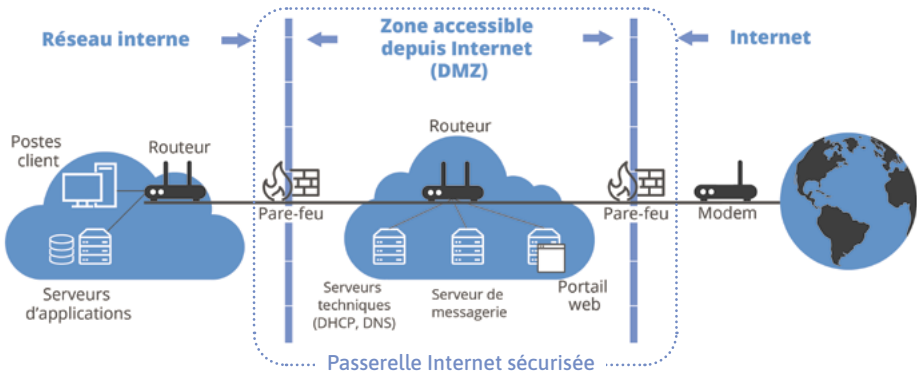 Réseau interne
Zone accessible
depuis Internet
(DMZ)
Internet
Postes
client
Routeur
Serveurs
d'applications
Pare-feu
Routeur
Serveurs
techniques
(DHCP, DNS)
Serveur de
messagerie
Portail
web
Pare-feu
Modem
Passerelle Internet sécurisée